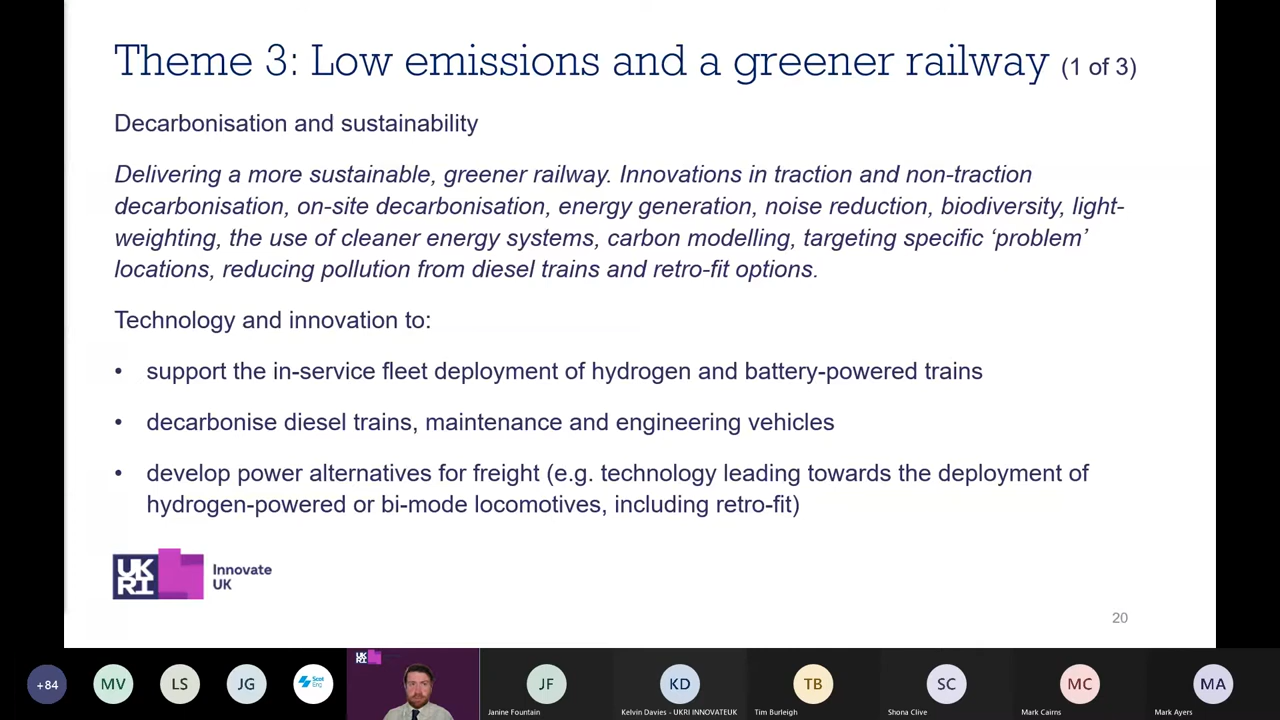 Theme 3: Low emissions and a greener railway (1 of 3)
Decarbonisation and sustainability
Delivering a more sustainable, greener railway. Innovations in traction and non-traction
decarbonisation, on-site decarbonisation, energy generation, noise reduction, biodiversity, light-
weighting, the use of cleaner energy systems, carbon modelling, targeting specific ‘problem’
locations, reducing pollution from diesel trains and retro-fit options.
Technology and innovation to:
• support the in-service fleet deployment of hydrogen and battery-powered trains
• decarbonise diesel trains, maintenance and engineering vehicles
• develop power alternatives for freight (e.g. technology leading towards the deployment of
hydrogen-powered or bi-mode locomotives, including retro-fit)
UK
RI
Innovate
UK
20
+84
MV
LS
JG
Scot
Eng
UK
RI
JF
KD
TB
SC
MC
MA
Janine Fountain
Kelvin Davies - UKRI INNOVATEUK
Tim Burleigh
Shona Clive
Mark Cairns
Mark Ayers